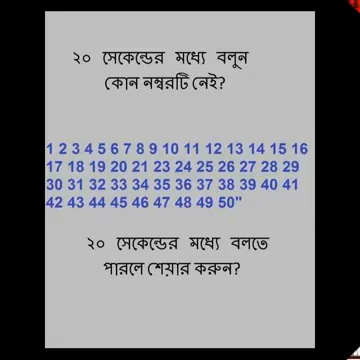 ২০ সেকেন্ডের মধ্যে বলুন
কোন নম্বরটি নেই?
1 2 3 4 5 6 7 8 9 10 11 12 13 14 15 16
17 18 19 20 21 23 24 25 26 27 28 29
30 31 32 33 34 35 36 37 38 39 40 41
42 43 44 45 46 47 48 49 50"
২০ সেকেন্ডের মধ্যে বলতে
পারলে শেয়ার করুন?